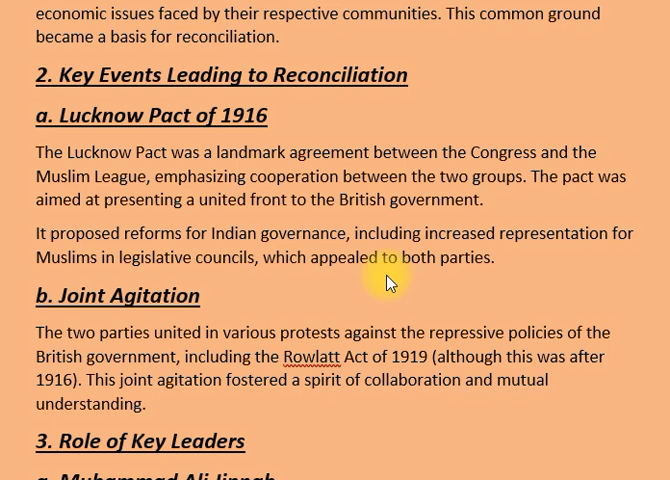 economic issues faced by their respective communities. This common ground
became a basis for reconciliation.
2. Key Events Leading to Reconciliation
a. Lucknow Pact of 1916
The Lucknow Pact was a landmark agreement between the Congress and the
Muslim League, emphasizing cooperation between the two groups. The pact was
aimed at presenting a united front to the British government.
It proposed reforms for Indian governance, including increased representation for
Muslims in legislative councils, which appealed to both parties.
b. Joint Agitation
The two parties united in various protests against the repressive policies of the
British government, including the Rowlatt Act of 1919 (although this was after
1916). This joint agitation fostered a spirit of collaboration and mutual
understanding.
3. Role of Key Leaders
a. Muhammad Ali Jinnah